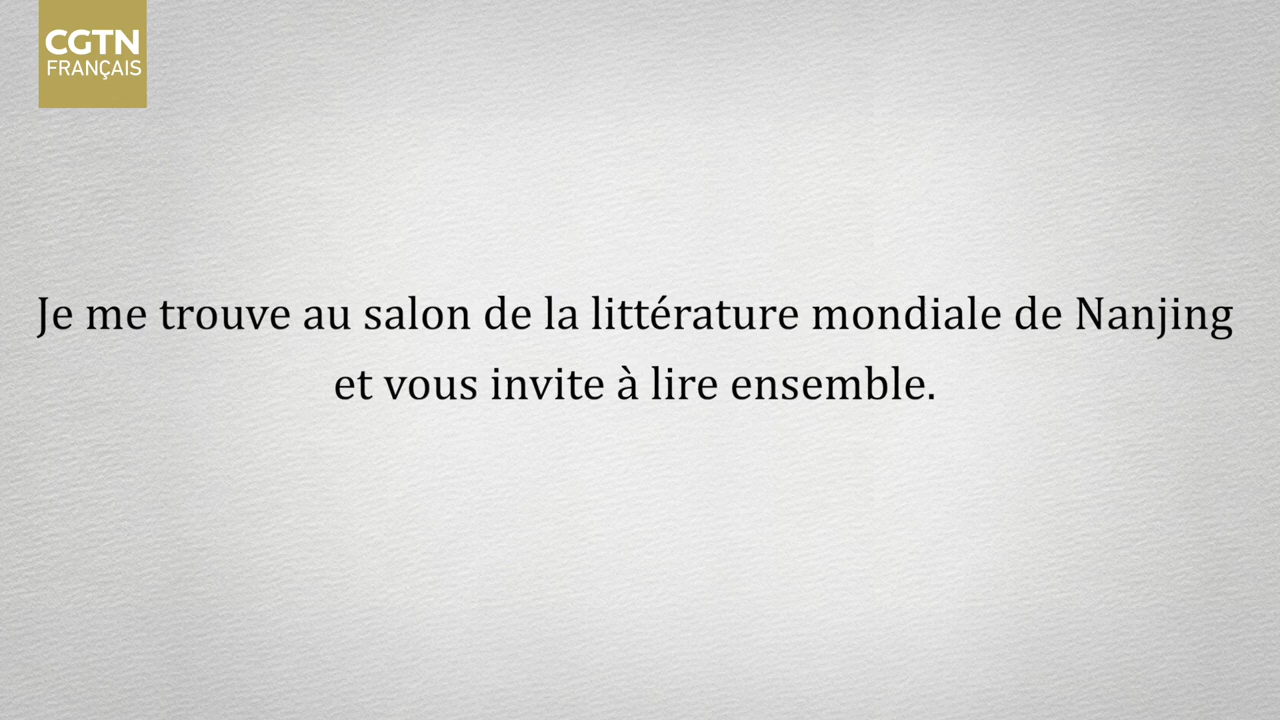 CGTN
FRANÇAIS
Je me trouve au salon de la littérature mondiale de Nanjing
et vous invite à lire ensemble.